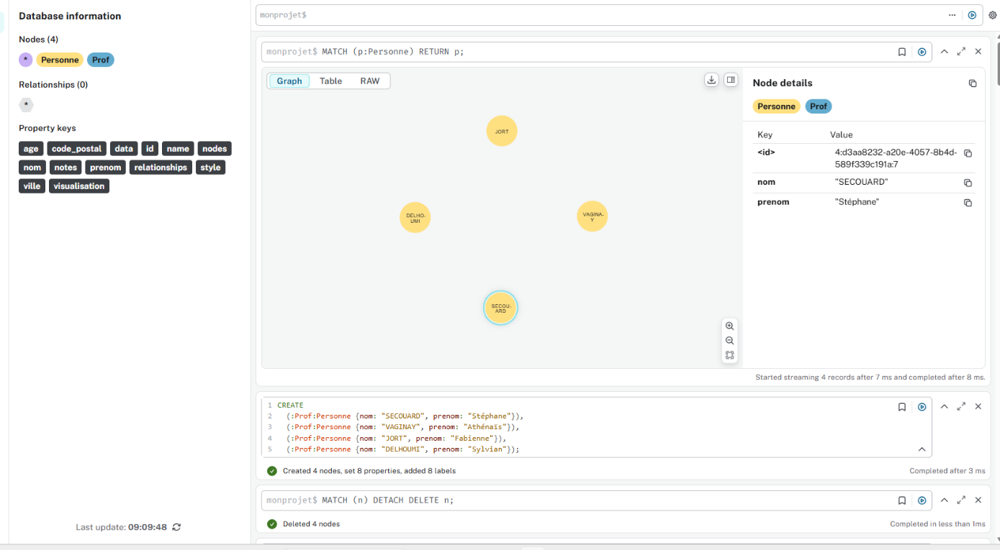 Database information
Nodes (4)
* Personne Prof
Relationships (0)
*
Property keys
age code_postal data id name nodes
nom notes prenom relationships style
ville visualisation
Last update: 09:09:48
monprojet$
monprojet$ MATCH (p:Personne) RETURN p;
Graph Table RAW
JORT
DELHO-
UMI
VAGINA-
Y
SECOU-
ARD
Node details
Personne Prof
Key Value
<id> 4:d3aa8232-a20e-4057-8b4d-
589f339c191a:7
nom "SECOUARD"
prenom "Stéphane"
Started streaming 4 records after 7 ms and completed after 8 ms.
1 CREATE
2 (:Prof:Personne {nom: "SECOUARD", prenom: "Stéphane"}),
3 (:Prof:Personne {nom: "VAGINAY", prenom: "Athénaïs"}),
4 (:Prof:Personne {nom: "JORT", prenom: "Fabienne"}),
5 (:Prof:Personne {nom: "DELHOUMI", prenom: "Sylvian"});
Created 4 nodes, set 8 properties, added 8 labels
Completed after 3 ms
monprojet$ MATCH (n) DETACH DELETE n;
Deleted 4 nodes
Completed in less than 1ms